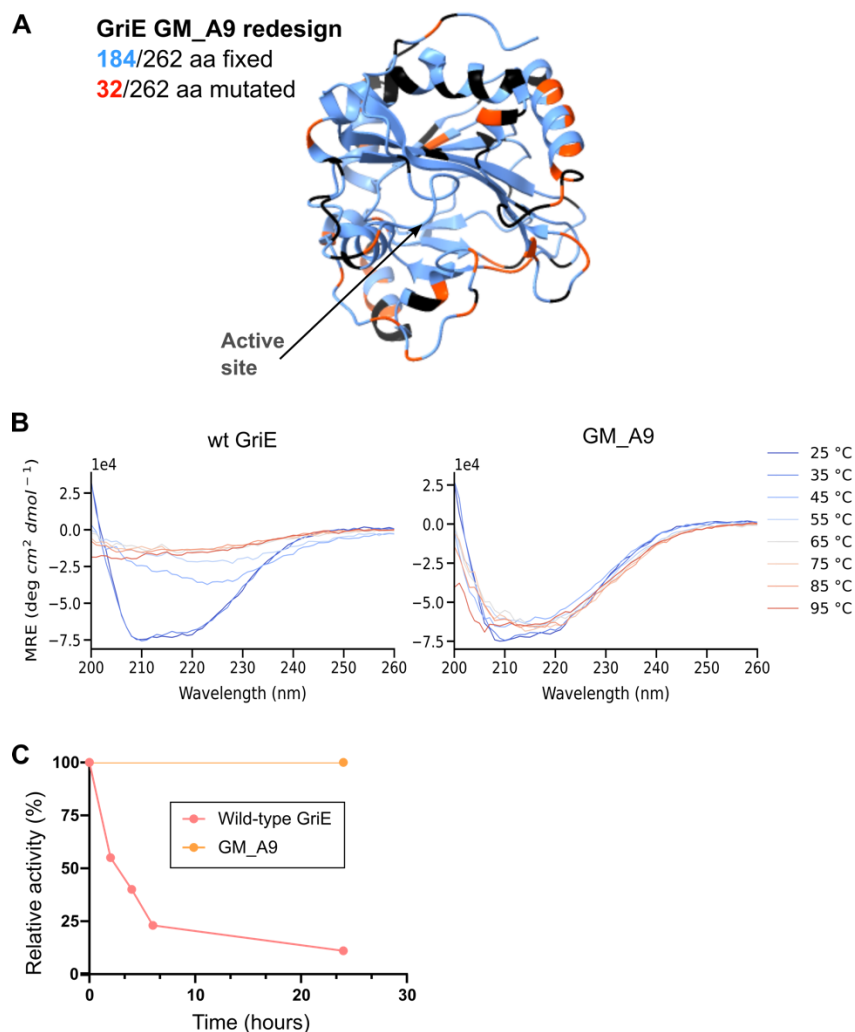 A
GriE GM_A9 redesign
184/262 aa fixed
32/262 aa mutated
Active
site
B
wt GriE
GM_A9
1e4
2.5
0.0
−2.5
−5.0
−7.5
MRE (deg cm² dmol⁻¹)
200 210 220 230 240 250 260
Wavelength (nm)
1e4
2.5
0.0
−2.5
−5.0
−7.5
200 210 220 230 240 250 260
Wavelength (nm)
25 °C
35 °C
45 °C
55 °C
65 °C
75 °C
85 °C
95 °C
C
100
75
50
25
0
Relative activity (%)
Wild-type GriE
GM_A9
0 10 20 30
Time (hours)